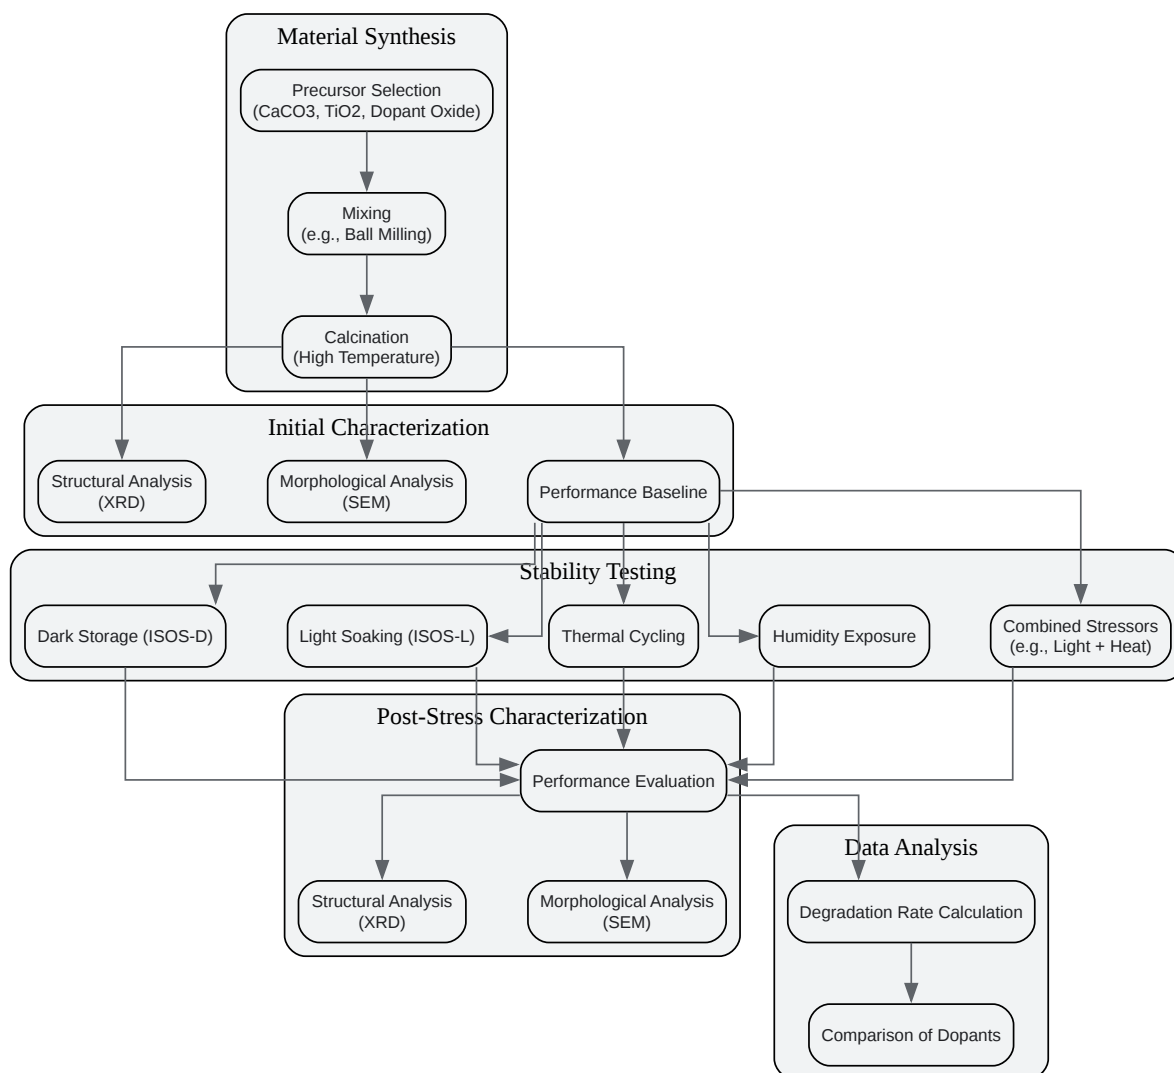 Material Synthesis
Precursor Selection
(CaCO3, TiO2, Dopant Oxide)
Mixing
(e.g., Ball Milling)
Calcination
(High Temperature)
Initial Characterization
Structural Analysis
(XRD)
Morphological Analysis
(SEM)
Performance Baseline
Stability Testing
Dark Storage (ISOS-D)
Light Soaking (ISOS-L)
Thermal Cycling
Humidity Exposure
Combined Stressors
(e.g., Light + Heat)
Post-Stress Characterization
Performance Evaluation
Structural Analysis
(XRD)
Morphological Analysis
(SEM)
Data Analysis
Degradation Rate Calculation
Comparison of Dopants